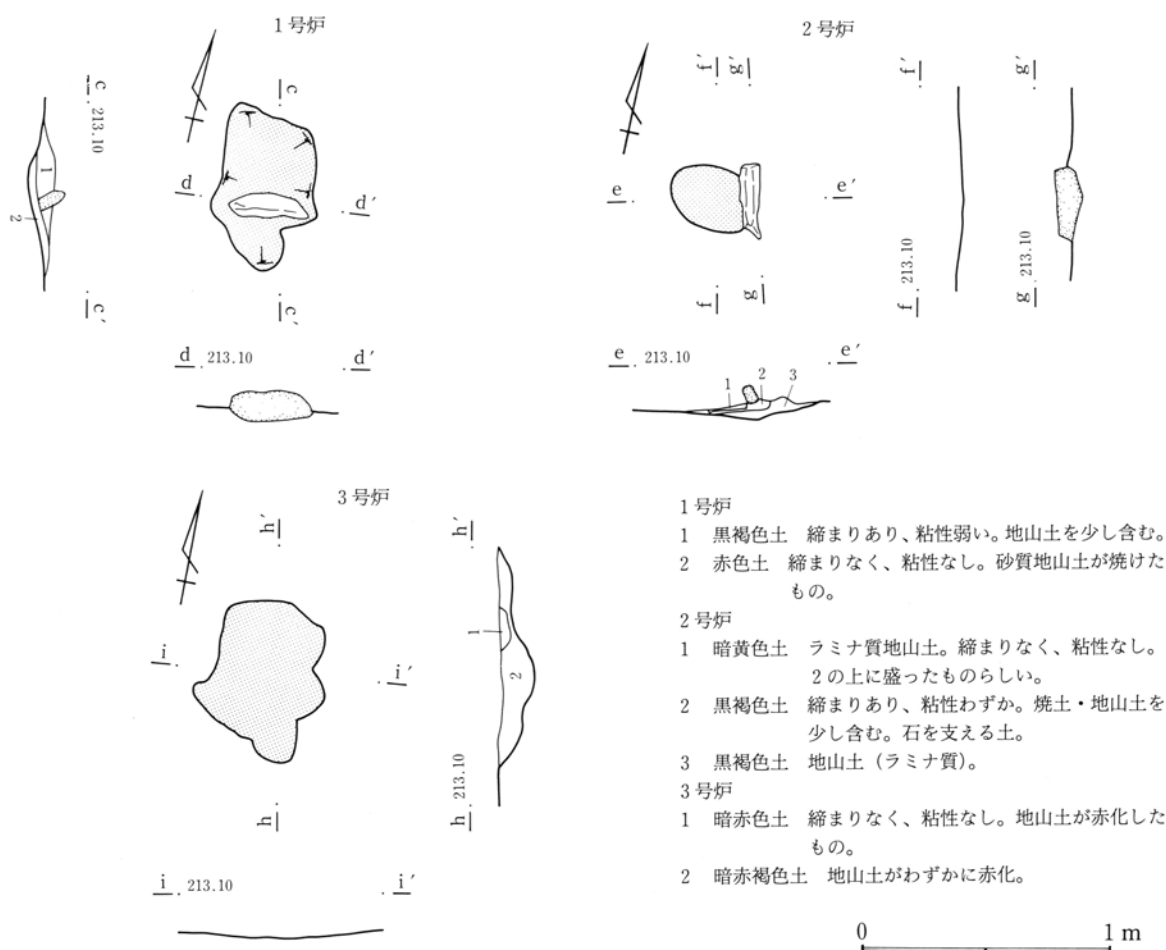 1号炉
c
213.10
c
d
d′
1
2
c′
c′
d 213.10
d′
2号炉
f′
g′
f′
g′
e
e′
f
g
f 213.10
g 213.10
e 213.10
e′
1
2
3
3号炉
h′
h′
i
i′
1
2
h
h 213.10
i 213.10
i′
1号炉
1 黒褐色土 締まりあり、粘性弱い。地山土を少し含む。
2 赤色土 締まりなく、粘性なし。砂質地山土が焼けた
もの。
2号炉
1 暗黄色土 ラミナ質地山土。締まりなく、粘性なし。
2の上に盛ったものらしい。
2 黒褐色土 締まりあり、粘性わずか。焼土・地山土を
少し含む。石を支える土。
3 黒褐色土 地山土（ラミナ質）。
3号炉
1 暗赤色土 締まりなく、粘性なし。地山土が赤化した
もの。
2 暗赤褐色土 地山土がわずかに赤化。
0
1 m